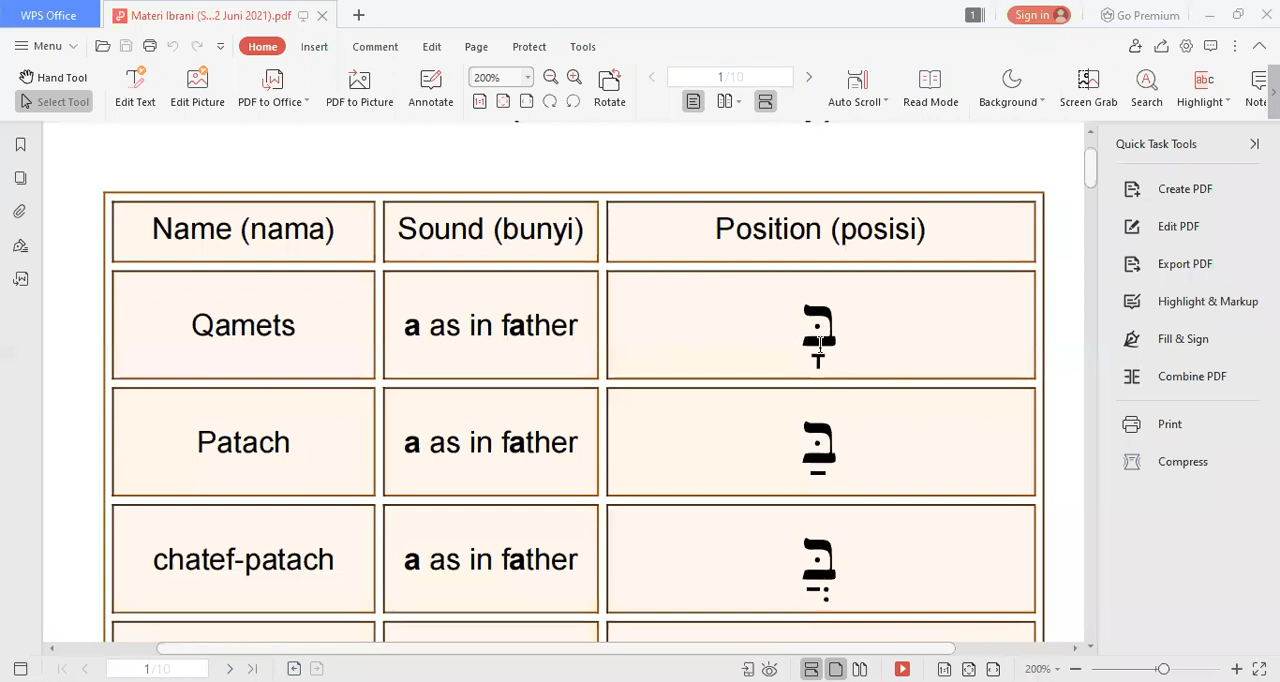 WPS Office
Materi Ibrani (S...2 Juni 2021).pdf
1
Sign in
Go Premium
Menu
Home
Insert
Comment
Edit
Page
Protect
Tools
Hand Tool
Select Tool
Edit Text
Edit Picture
PDF to Office
PDF to Picture
Annotate
200%
Rotate
1/10
Auto Scroll
Read Mode
Background
Screen Grab
Search
Highlight
Quick Task Tools
Create PDF
Edit PDF
Export PDF
Highlight & Markup
Fill & Sign
Combine PDF
Print
Compress
Name (nama) Sound (bunyi) Position (posisi)
Qamets a as in father בָּ
Patach a as in father בַּ
chatef-patach a as in father בֲּ
1/10
200%